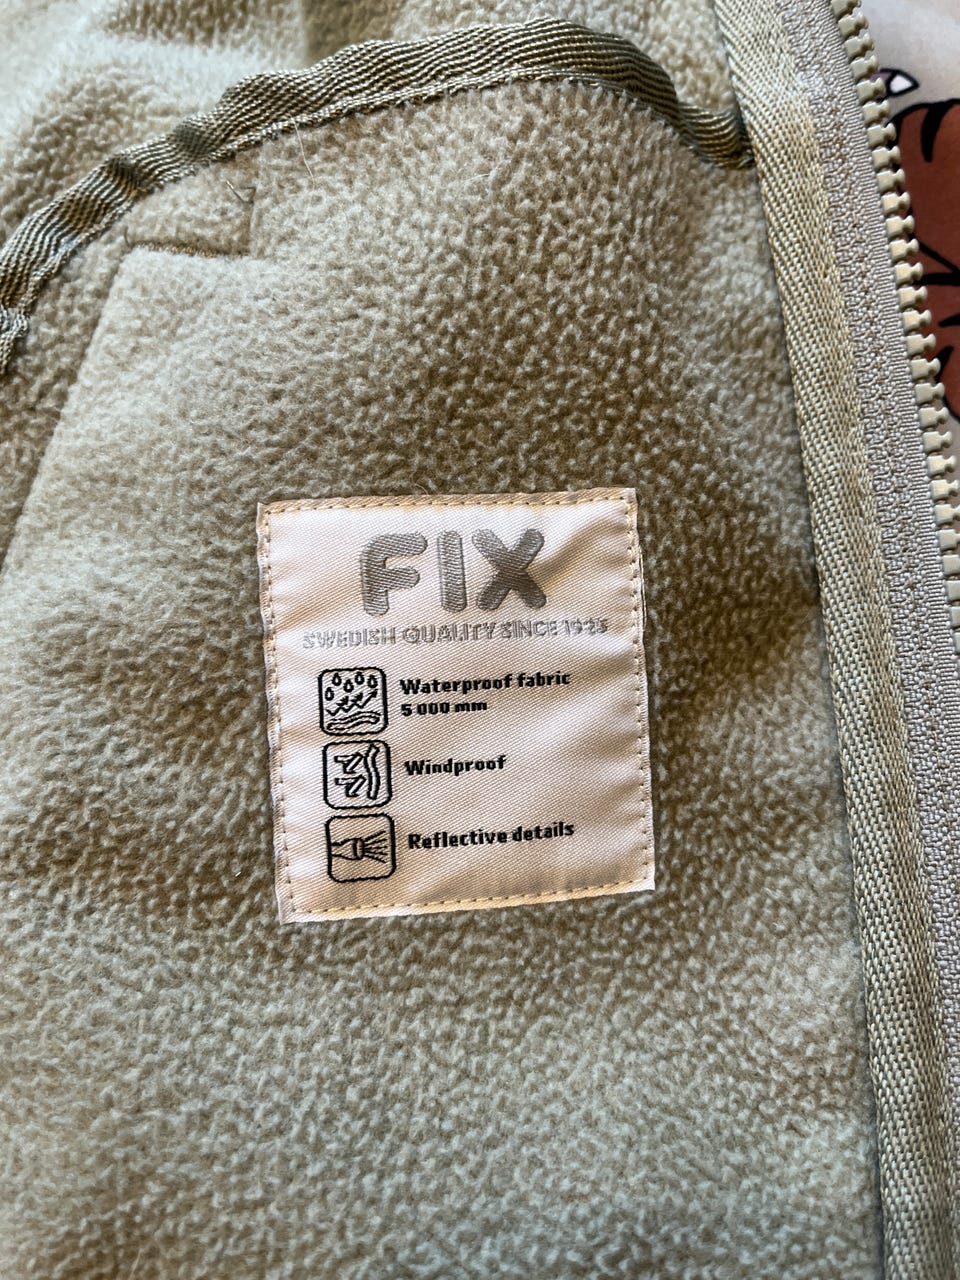 FIX
SWEDISH QUALITY SINCE 1925
Waterproof fabric
5 000 mm
Windproof
Reflective details